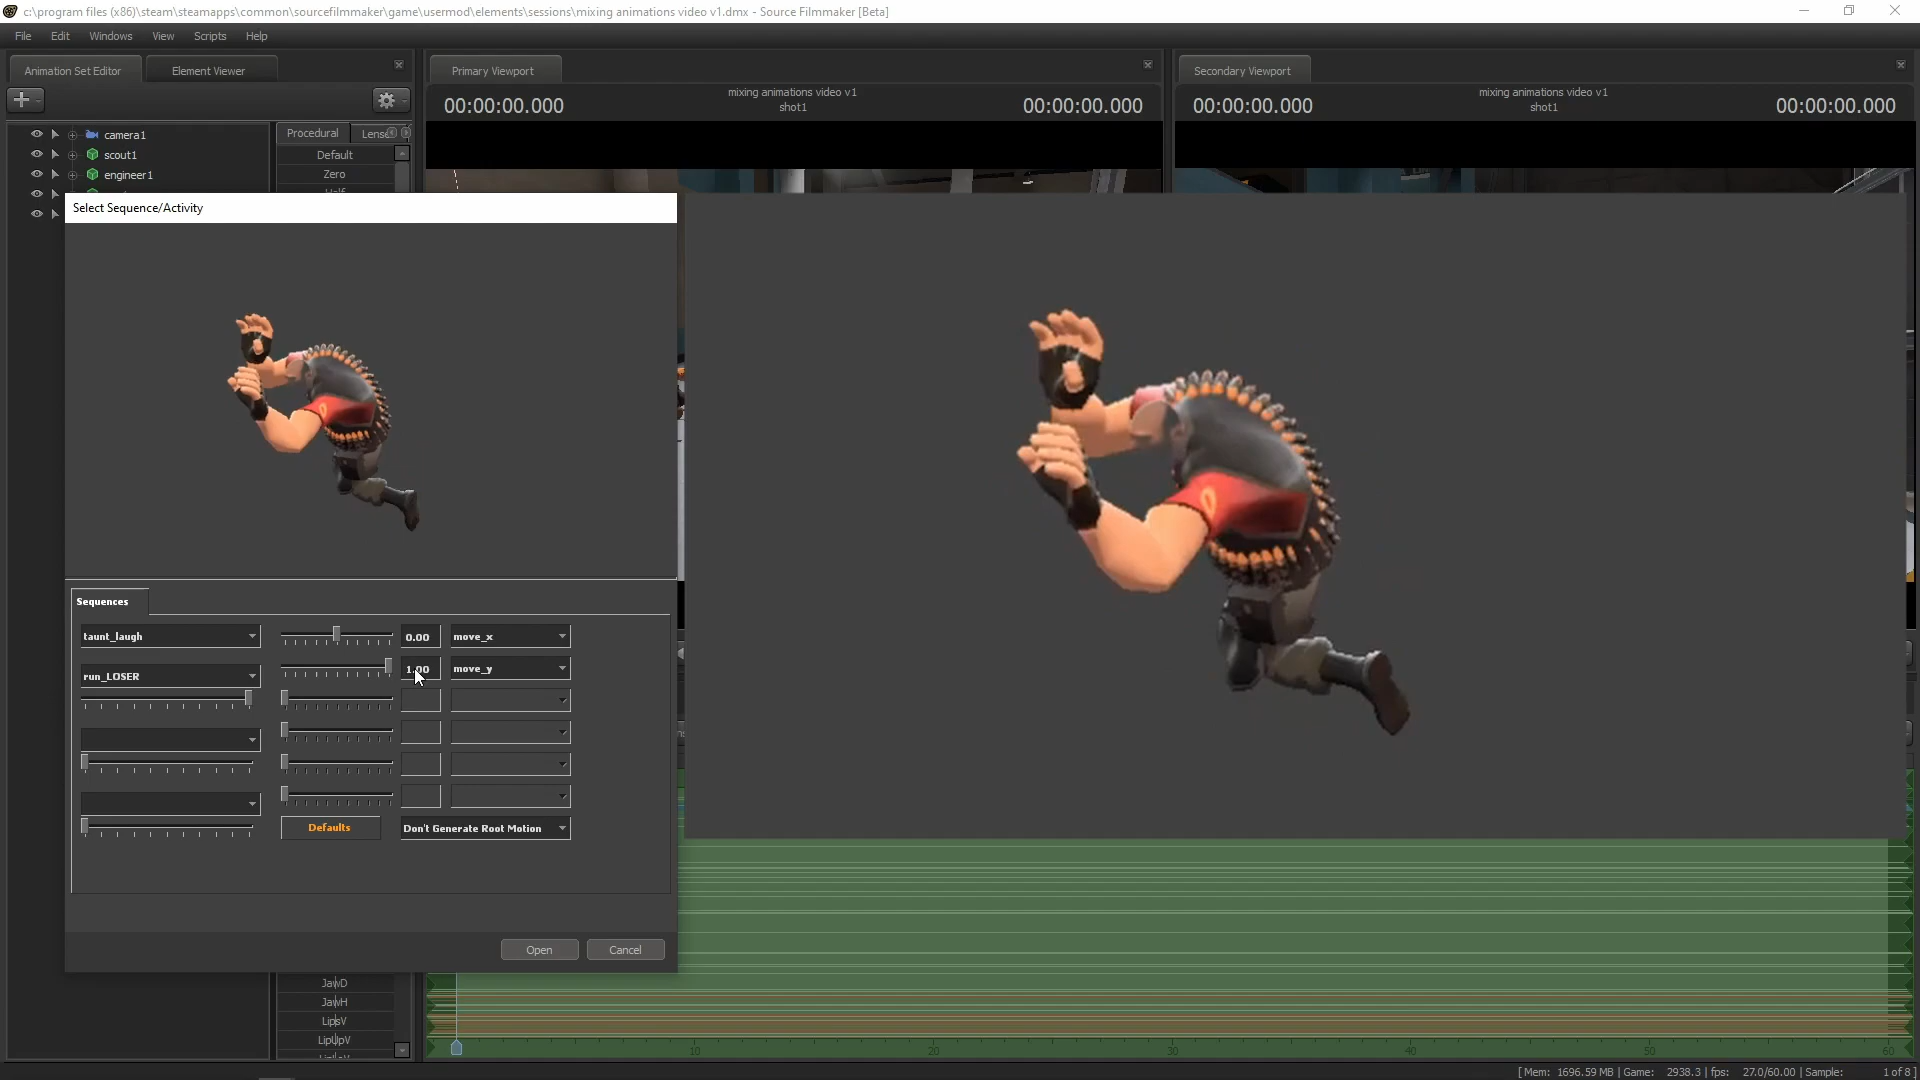 c:\program files (x86)\steam\steamapps\common\sourcefilmmaker\game\usermod\elements\sessions\mixing animations video v1.dmx - Source Filmmaker [Beta]
File Edit Windows View Scripts Help
Animation Set Editor
Element Viewer
Primary Viewport
Secondary Viewport
00:00:00.000
mixing animations video v1
shot1
00:00:00.000
00:00:00.000
mixing animations video v1
shot1
00:00:00.000
camera1
scout1
engineer1
Procedural
Default
Zero
Half
Select Sequence/Activity
Sequences
taunt_laugh
0.00
move_x
run_LOSER
1.00
move_y
Defaults
Don't Generate Root Motion
Open
Cancel
JawD
JawH
LipsV
LipUpV
10 20 30 40 50 60
[ Mem: 1696.59 MB | Game: 2938.3 | fps: 27.0/60.00 | Sample: 1 of 8 ]